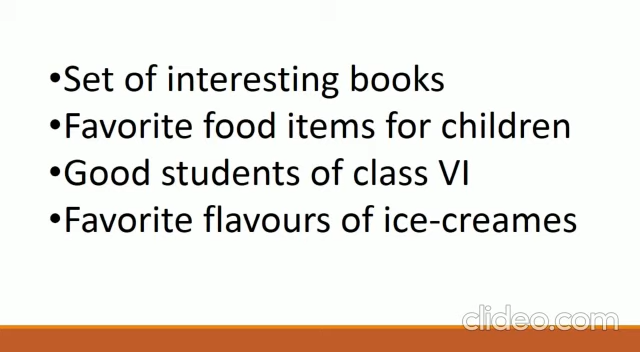 •Set of interesting books
•Favorite food items for children
•Good students of class VI
•Favorite flavours of ice-creames
clideo.com